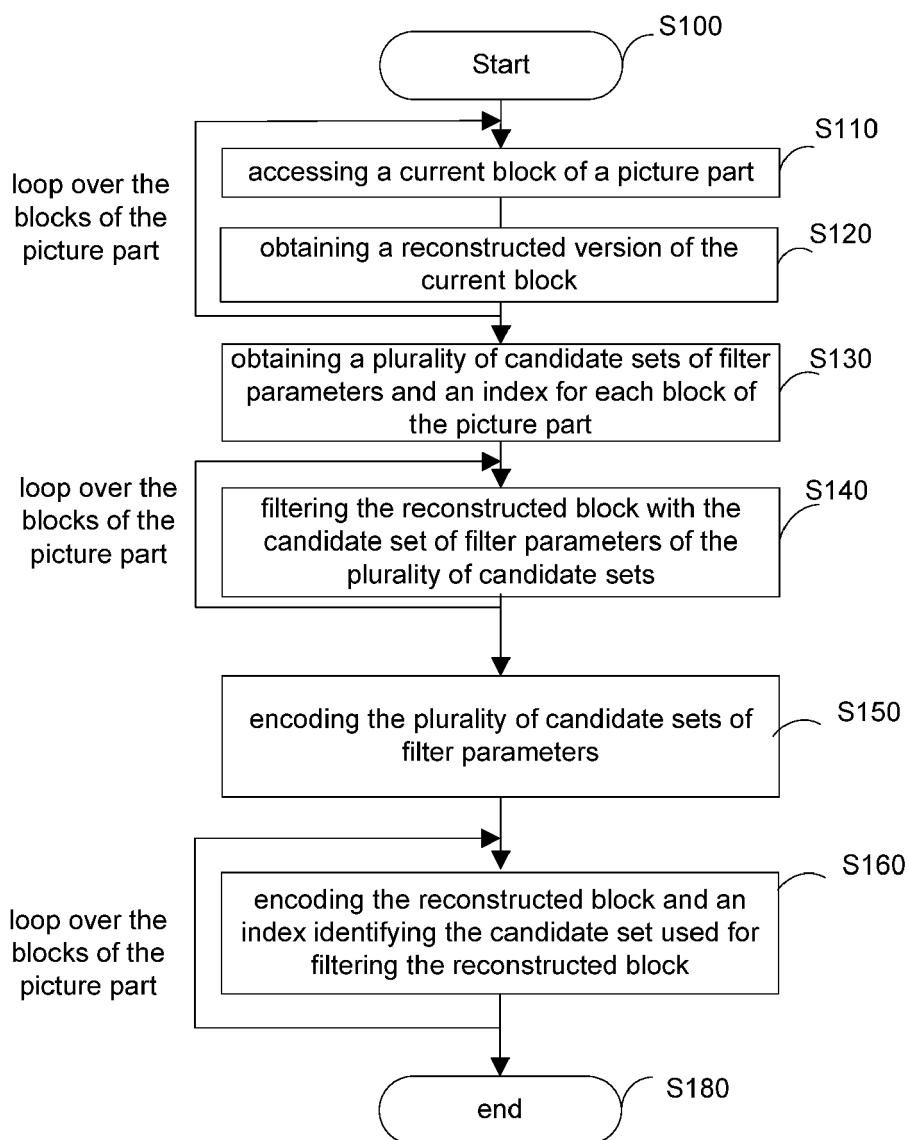 S100
Start
S110
accessing a current block of a picture part
loop over the
blocks of the
picture part
S120
obtaining a reconstructed version of the
current block
S130
obtaining a plurality of candidate sets of filter
parameters and an index for each block of
the picture part
loop over the
blocks of the
picture part
S140
filtering the reconstructed block with the
candidate set of filter parameters of the
plurality of candidate sets
S150
encoding the plurality of candidate sets of
filter parameters
S160
loop over the
blocks of the
picture part
encoding the reconstructed block and an
index identifying the candidate set used for
filtering the reconstructed block
S180
end